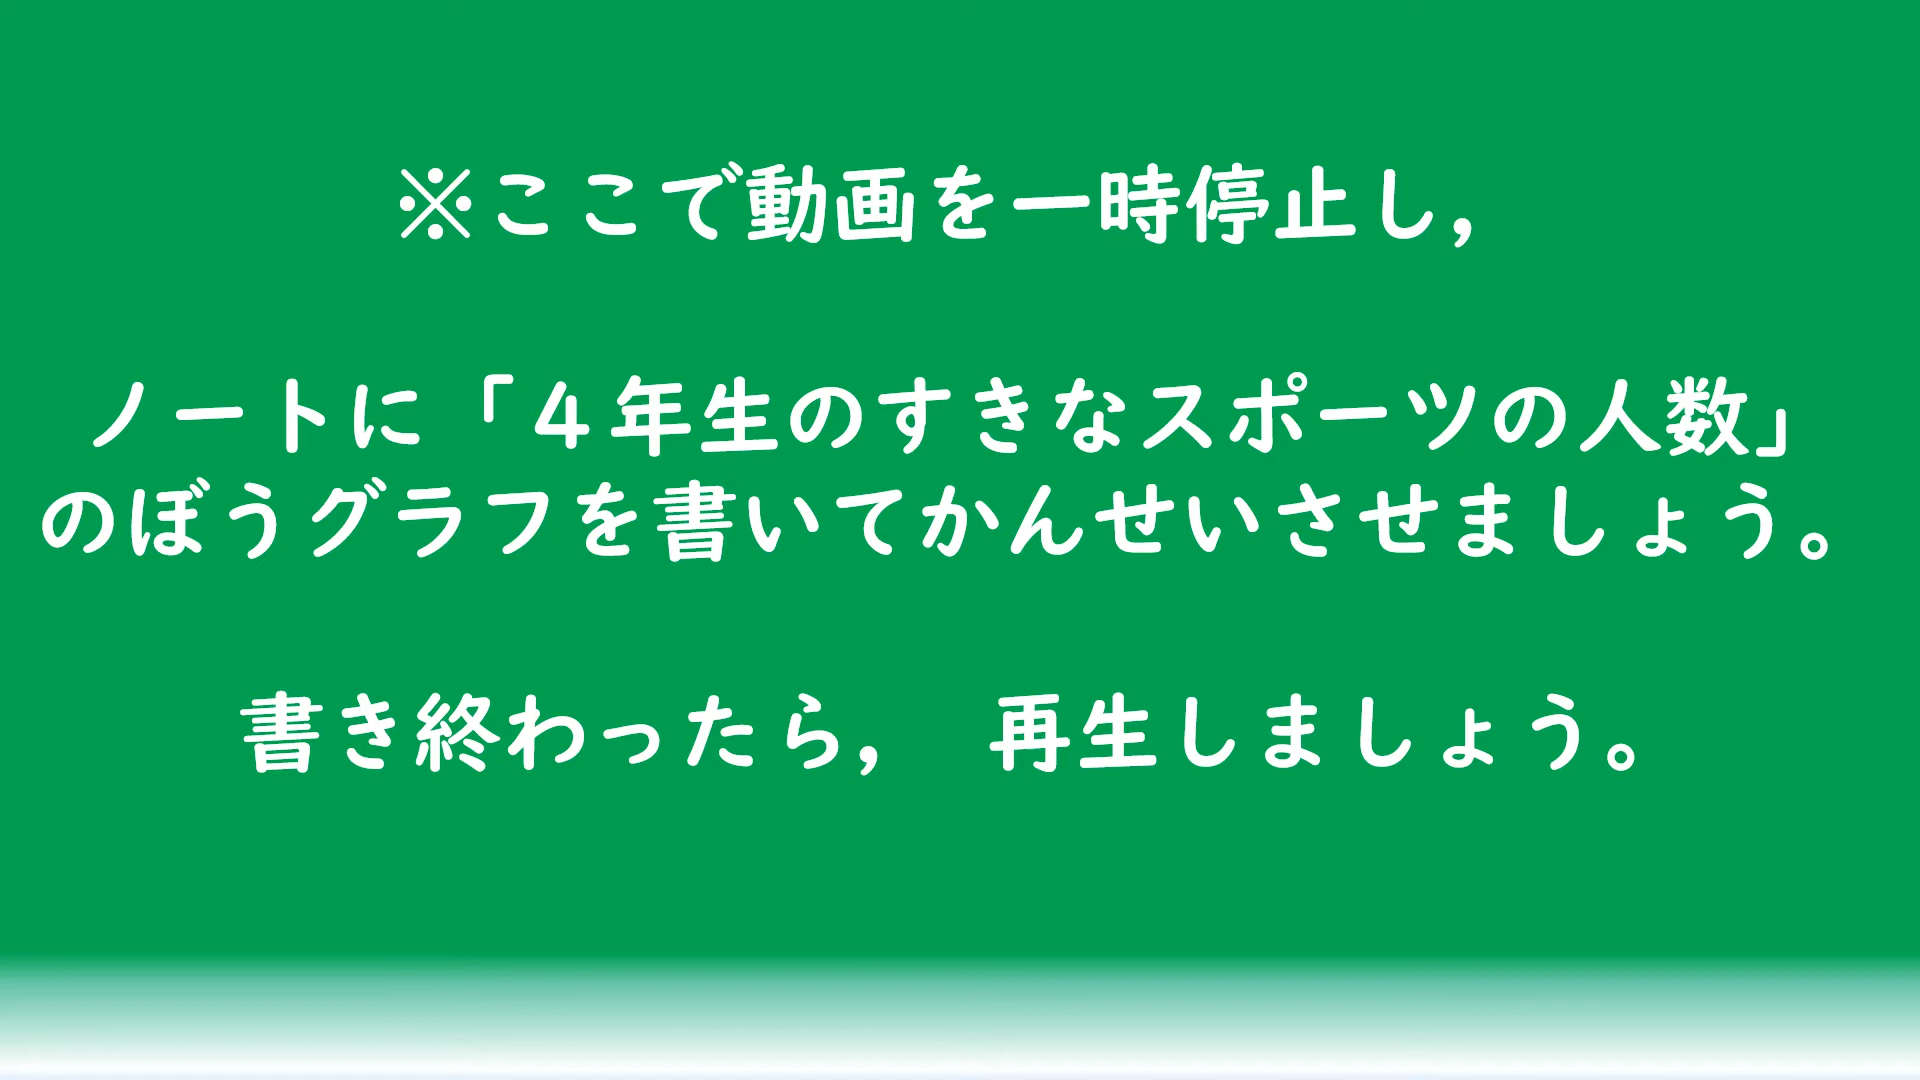 ※ここで動画を一時停止し，
ノートに「４年生のすきなスポーツの人数」
のぼうグラフを書いてかんせいさせましょう。
書き終わったら，　再生しましょう。